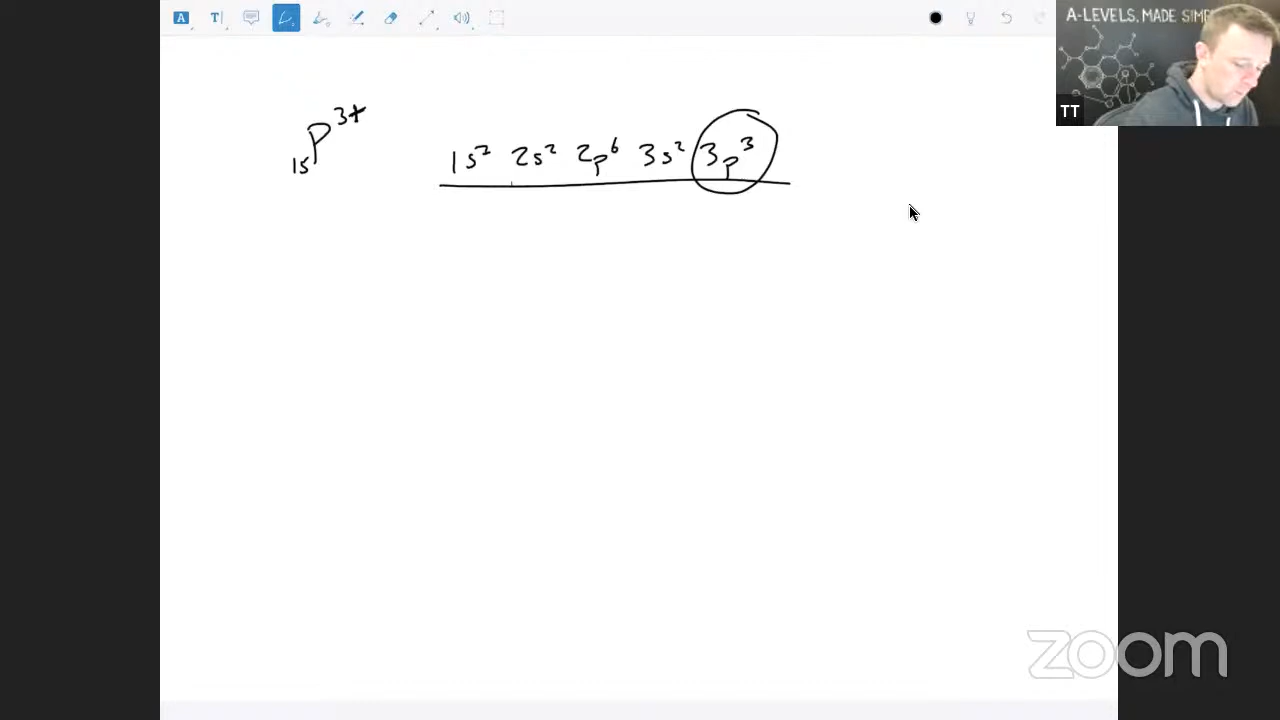 A-LEVELS, MADE SIMP
TT
₁₅P³⁺ 1s² 2s² 2p⁶ 3s² 3p³
zoom